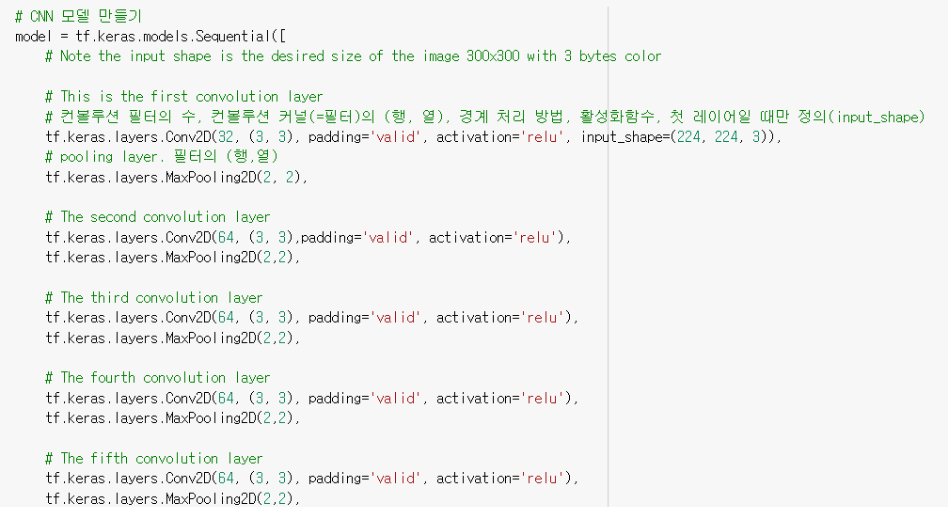 # CNN 모델 만들기
model = tf.keras.models.Sequential([
# Note the input shape is the desired size of the image 300x300 with 3 bytes color
# This is the first convolution layer
# 컨볼루션 필터의 수, 컨볼루션 커널(=필터)의 (행, 열), 경계 처리 방법, 활성화함수, 첫 레이어일 때만 정의(input_shape)
tf.keras.layers.Conv2D(32, (3, 3), padding='valid', activation='relu', input_shape=(224, 224, 3)),
# pooling layer. 필터의 (행,열)
tf.keras.layers.MaxPooling2D(2, 2),
# The second convolution layer
tf.keras.layers.Conv2D(64, (3, 3),padding='valid', activation='relu'),
tf.keras.layers.MaxPooling2D(2,2),
# The third convolution layer
tf.keras.layers.Conv2D(64, (3, 3), padding='valid', activation='relu'),
tf.keras.layers.MaxPooling2D(2,2),
# The fourth convolution layer
tf.keras.layers.Conv2D(64, (3, 3), padding='valid', activation='relu'),
tf.keras.layers.MaxPooling2D(2,2),
# The fifth convolution layer
tf.keras.layers.Conv2D(64, (3, 3), padding='valid', activation='relu'),
tf.keras.layers.MaxPooling2D(2,2),